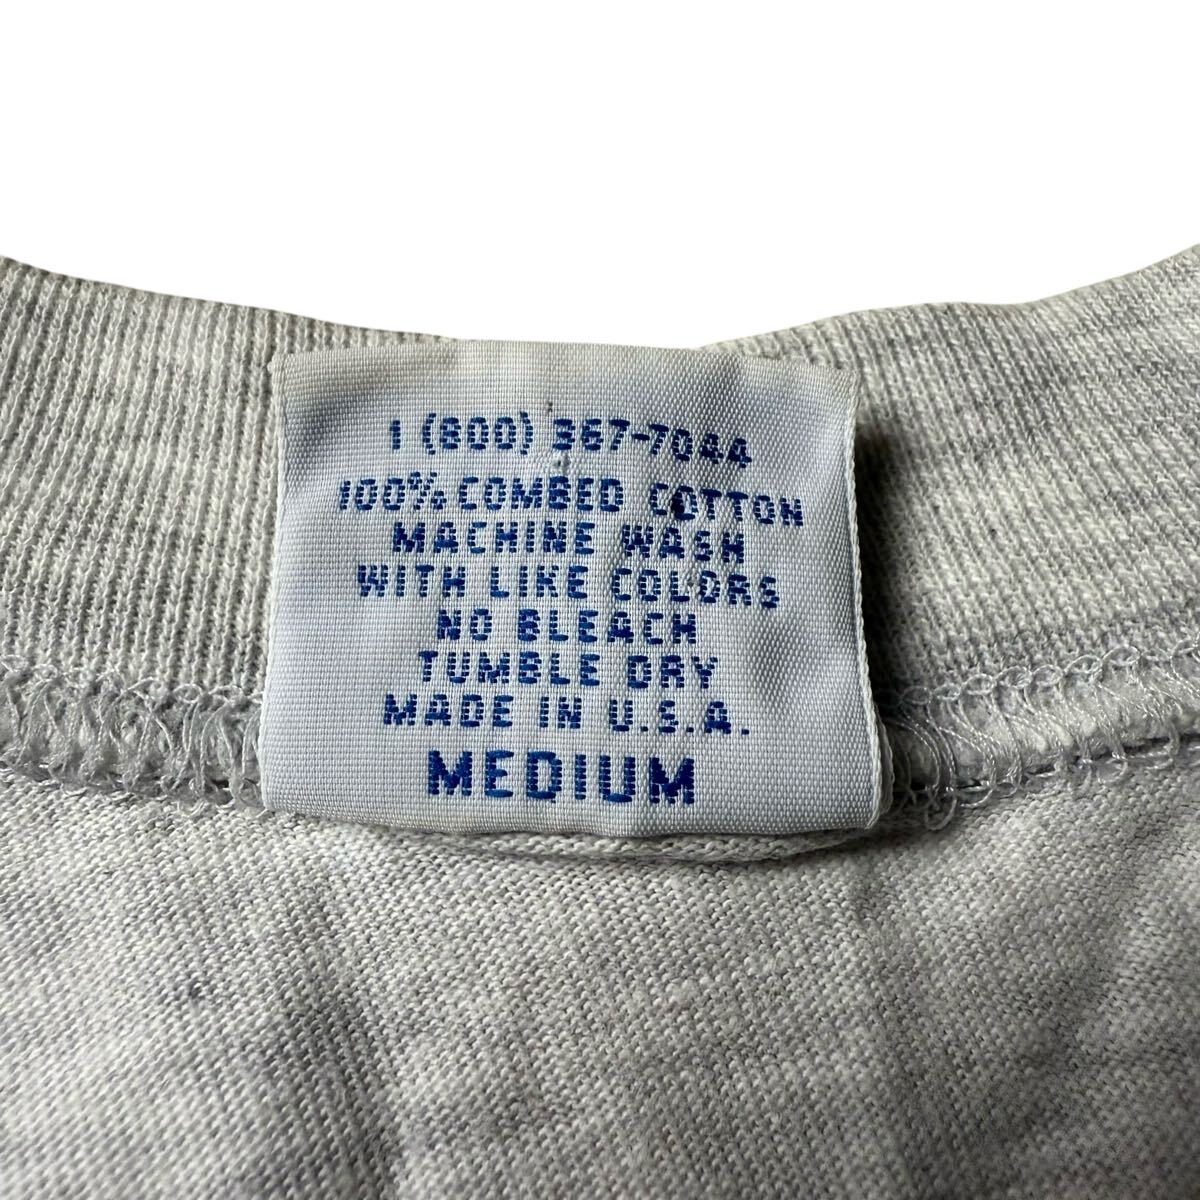 1 (800) 367-7044
100% COMBED COTTON
MACHINE WASH
WITH LIKE COLORS
NO BLEACH
TUMBLE DRY
MADE IN U.S.A.
MEDIUM